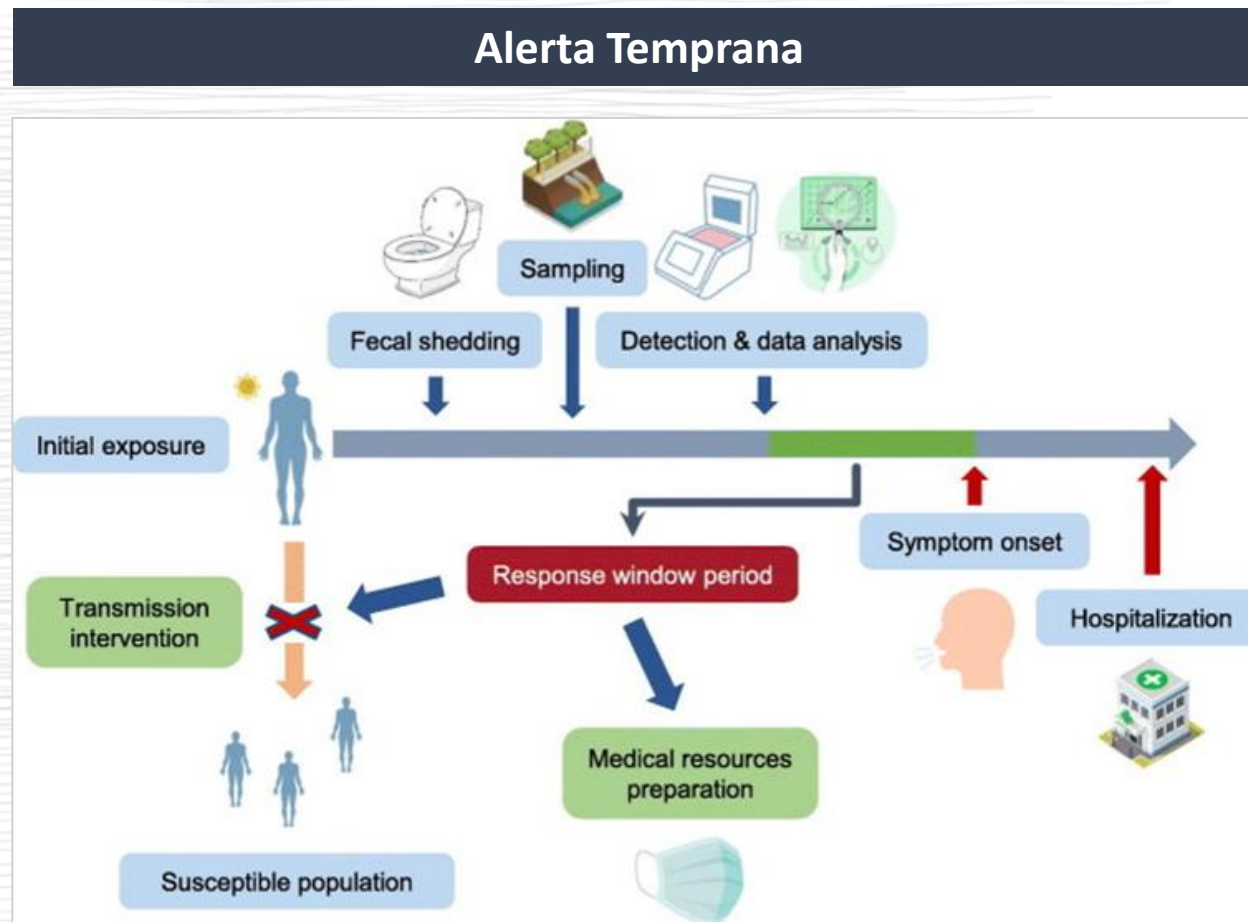 Alerta Temprana
Sampling
Fecal shedding
Detection & data analysis
Initial exposure
Symptom onset
Response window period
Transmission
intervention
Hospitalization
Medical resources
preparation
Susceptible population